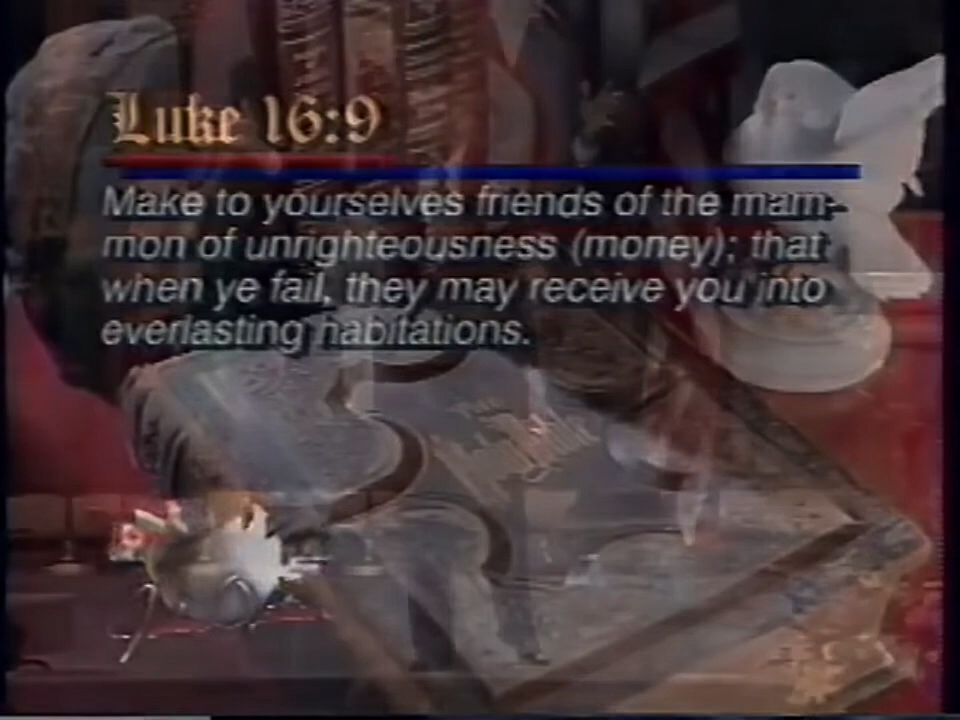 Luke 16:9
Make to yourselves friends of the mam-
mon of unrighteousness (money); that
when ye fail, they may receive you into
everlasting habitations.